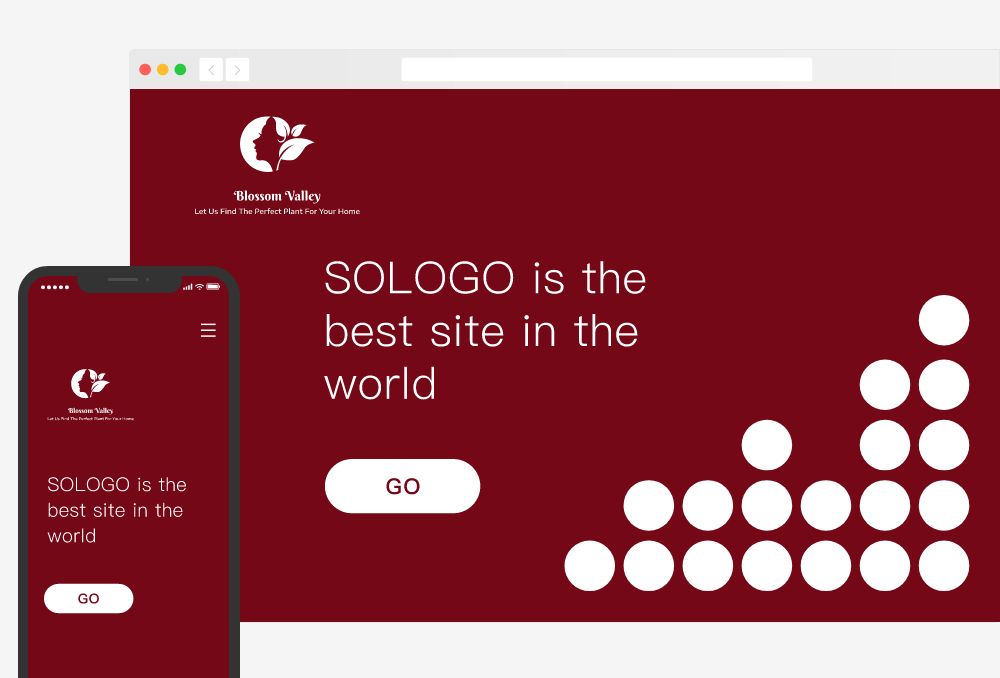 Blossom Valley
Let Us Find The Perfect Plant For Your Home
SOLOGO is the
best site in the
world
GO
Blossom Valley
Let Us Find The Perfect Plant For Your Home
SOLOGO is the
best site in the
world
GO